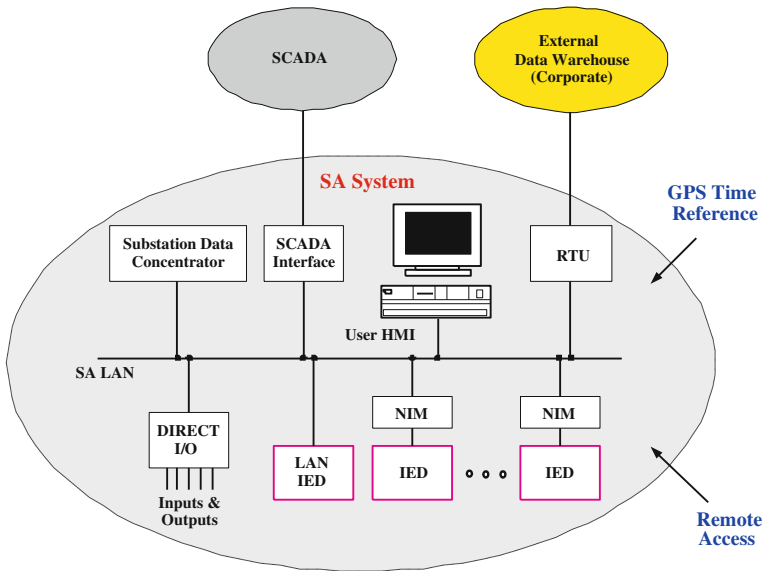 SCADA
External
Data Warehouse
(Corporate)
SA System
GPS Time
Reference
Substation Data
Concentrator
SCADA
Interface
RTU
User HMI
SA LAN
DIRECT
I/O
NIM
NIM
LAN
IED
IED
IED
Inputs &
Outputs
Remote
Access